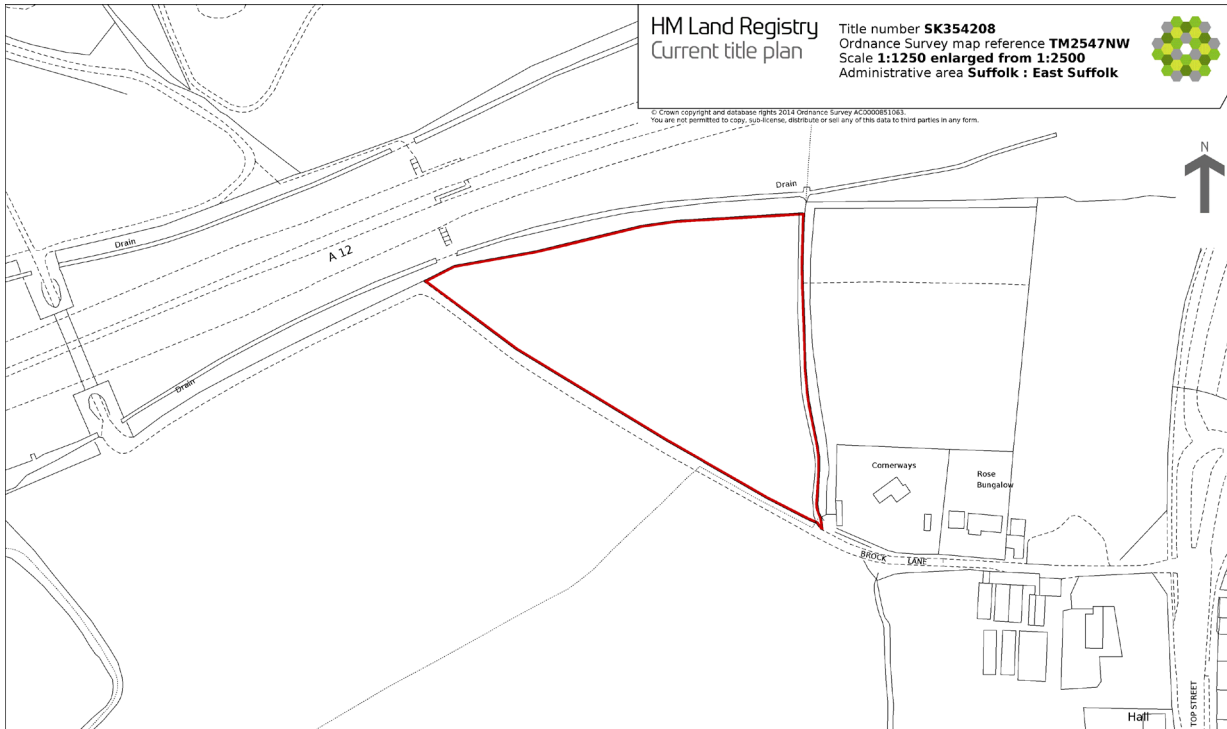 HM Land Registry
Current title plan
Title number SK354208
Ordnance Survey map reference TM2547NW
Scale 1:1250 enlarged from 1:2500
Administrative area Suffolk : East Suffolk
© Crown copyright and database rights 2014 Ordnance Survey AC0000851063.
You are not permitted to copy, sub-license, distribute or sell any of this data to third parties in any form.
N
Drain
Drain
A 12
Drain
Cornerways
Rose
Bungalow
BROCK LANE
TOP STREET
Hall